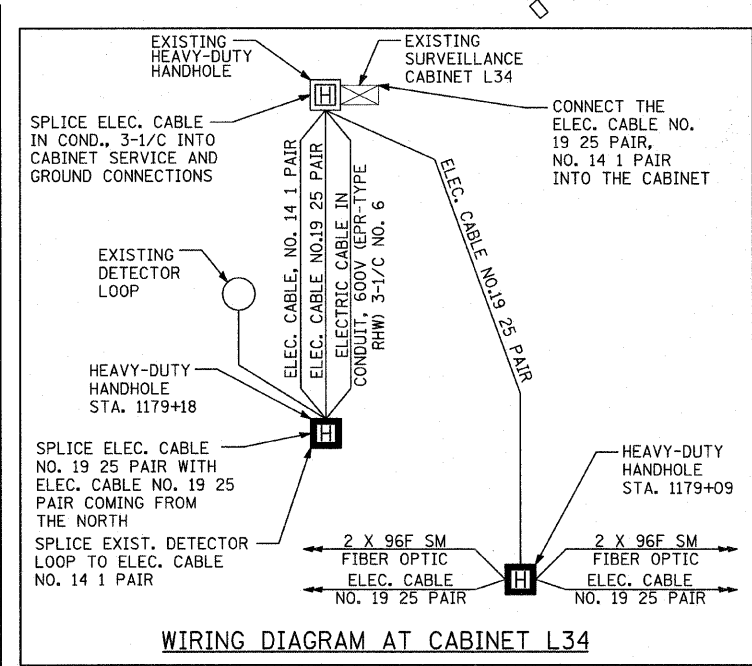 EXISTING
HEAVY-DUTY
HANDHOLE
EXISTING
SURVEILLANCE
CABINET L34
H
SPLICE ELEC. CABLE
IN COND., 3-1/C INTO
CABINET SERVICE AND
GROUND CONNECTIONS
CONNECT THE
ELEC. CABLE NO.
19 25 PAIR,
NO. 14 1 PAIR
INTO THE CABINET
ELEC. CABLE, NO. 14 1 PAIR
ELEC. CABLE NO.19 25 PAIR
ELECTRIC CABLE IN
CONDUIT, 600V (EPR-TYPE
RHW) 3-1/C NO. 6
ELEC. CABLE NO.19 25 PAIR
EXISTING
DETECTOR
LOOP
HEAVY-DUTY
HANDHOLE
STA. 1179+18
H
SPLICE ELEC. CABLE
NO. 19 25 PAIR WITH
ELEC. CABLE NO. 19 25
PAIR COMING FROM
THE NORTH
SPLICE EXIST. DETECTOR
LOOP TO ELEC. CABLE
NO. 14 1 PAIR
HEAVY-DUTY
HANDHOLE
STA. 1179+09
2 X 96F SM
FIBER OPTIC
ELEC. CABLE
NO. 19 25 PAIR
H
2 X 96F SM
FIBER OPTIC
ELEC. CABLE
NO. 19 25 PAIR
WIRING DIAGRAM AT CABINET L34